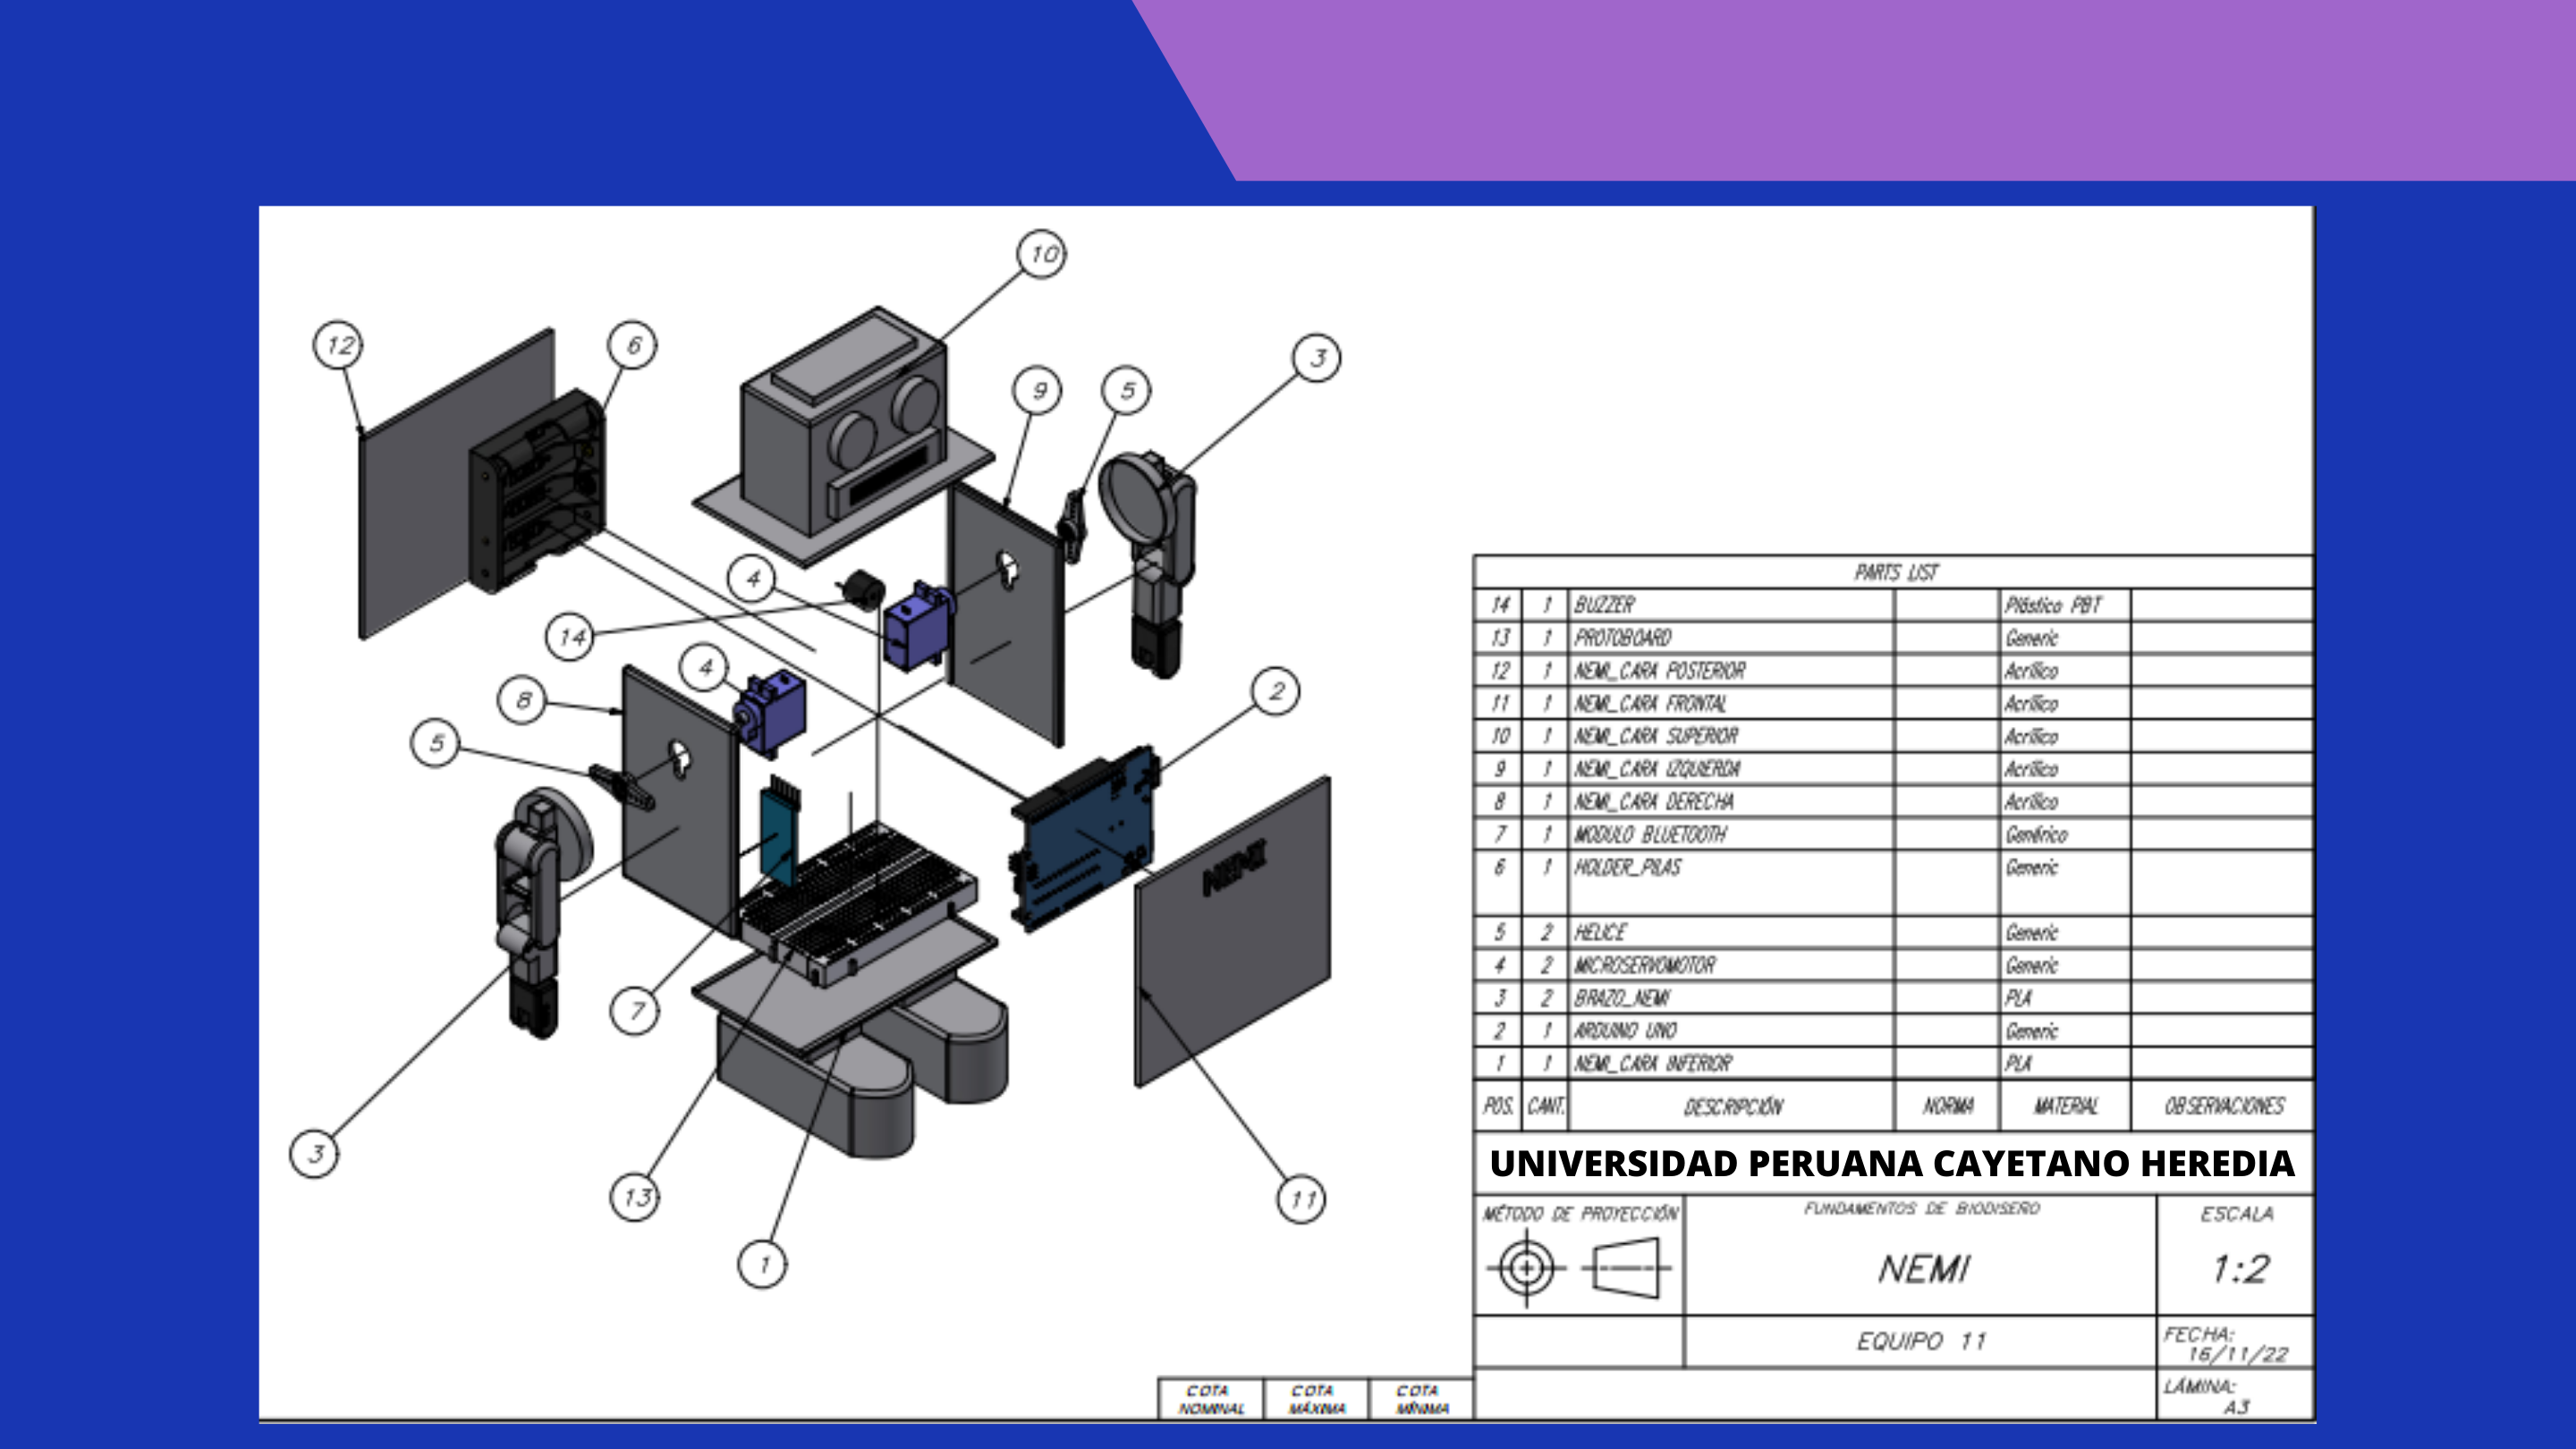 10
12
6
3
9
5
4
14
4
2
8
5
NEMI
7
3
13
11
1
PARTS LIST
14 1 BUZZER Plástico PBT
13 1 PROTOBOARD Generic
12 1 NEMI_CARA POSTERIOR Acrílico
11 1 NEMI_CARA FRONTAL Acrílico
10 1 NEMI_CARA SUPERIOR Acrílico
9 1 NEMI_CARA IZQUIERDA Acrílico
8 1 NEMI_CARA DERECHA Acrílico
7 1 MODULO BLUETOOTH Genérico
6 1 HOLDER_PILAS Generic
5 2 HELICE Generic
4 2 MICROSERVOMOTOR Generic
3 2 BRAZO_NEMI PLA
2 1 ARDUINO UNO Generic
1 1 NEMI_CARA INFERIOR PLA
POS. CANT. DESCRIPCIÓN NORMA MATERIAL OBSERVACIONES
UNIVERSIDAD PERUANA CAYETANO HEREDIA
MÉTODO DE PROYECCIÓN
FUNDAMENTOS DE BIODISEÑO
NEMI
ESCALA
1:2
EQUIPO 11
FECHA:
16/11/22
LÁMINA:
A3
COTA NOMINAL
COTA MÁXIMA
COTA MÍNIMA